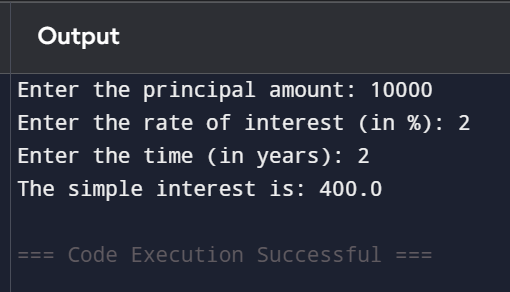 Output
Enter the principal amount: 10000
Enter the rate of interest (in %): 2
Enter the time (in years): 2
The simple interest is: 400.0
=== Code Execution Successful ===